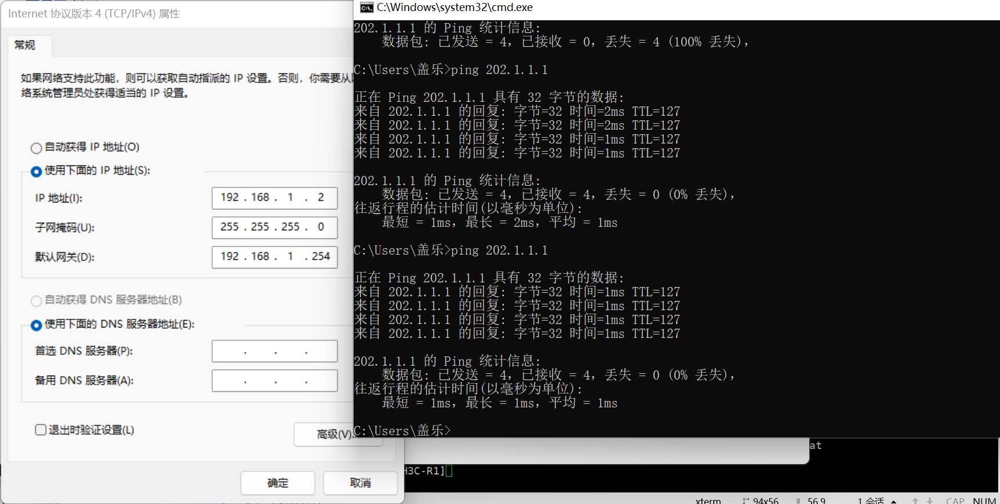 Internet 协议版本 4 (TCP/IPv4) 属性
常规
如果网络支持此功能，则可以获取自动指派的 IP 设置。否则，你需要从
络系统管理员处获得适当的 IP 设置。
自动获得 IP 地址(O)
使用下面的 IP 地址(S):
IP 地址(I):
192 . 168 . 1 . 2
子网掩码(U):
255 . 255 . 255 . 0
默认网关(D):
192 . 168 . 1 . 254
自动获得 DNS 服务器地址(B)
使用下面的 DNS 服务器地址(E):
首选 DNS 服务器(P):
. . .
备用 DNS 服务器(A):
. . .
退出时验证设置(L)
高级(V)...
确定
取消
C:\Windows\system32\cmd.exe
202.1.1.1 的 Ping 统计信息:
数据包: 已发送 = 4，已接收 = 0，丢失 = 4 (100% 丢失)，
C:\Users\盖乐>ping 202.1.1.1
正在 Ping 202.1.1.1 具有 32 字节的数据:
来自 202.1.1.1 的回复: 字节=32 时间=2ms TTL=127
来自 202.1.1.1 的回复: 字节=32 时间=2ms TTL=127
来自 202.1.1.1 的回复: 字节=32 时间=1ms TTL=127
来自 202.1.1.1 的回复: 字节=32 时间=1ms TTL=127
202.1.1.1 的 Ping 统计信息:
数据包: 已发送 = 4，已接收 = 4，丢失 = 0 (0% 丢失)，
往返行程的估计时间(以毫秒为单位):
最短 = 1ms，最长 = 2ms，平均 = 1ms
C:\Users\盖乐>ping 202.1.1.1
正在 Ping 202.1.1.1 具有 32 字节的数据:
来自 202.1.1.1 的回复: 字节=32 时间=1ms TTL=127
来自 202.1.1.1 的回复: 字节=32 时间=1ms TTL=127
来自 202.1.1.1 的回复: 字节=32 时间=1ms TTL=127
来自 202.1.1.1 的回复: 字节=32 时间=1ms TTL=127
202.1.1.1 的 Ping 统计信息:
数据包: 已发送 = 4，已接收 = 4，丢失 = 0 (0% 丢失)，
往返行程的估计时间(以毫秒为单位):
最短 = 1ms，最长 = 1ms，平均 = 1ms
C:\Users\盖乐>
at
H3C-R1]
xterm 94x56 56,9 1 会话 CAP NUM